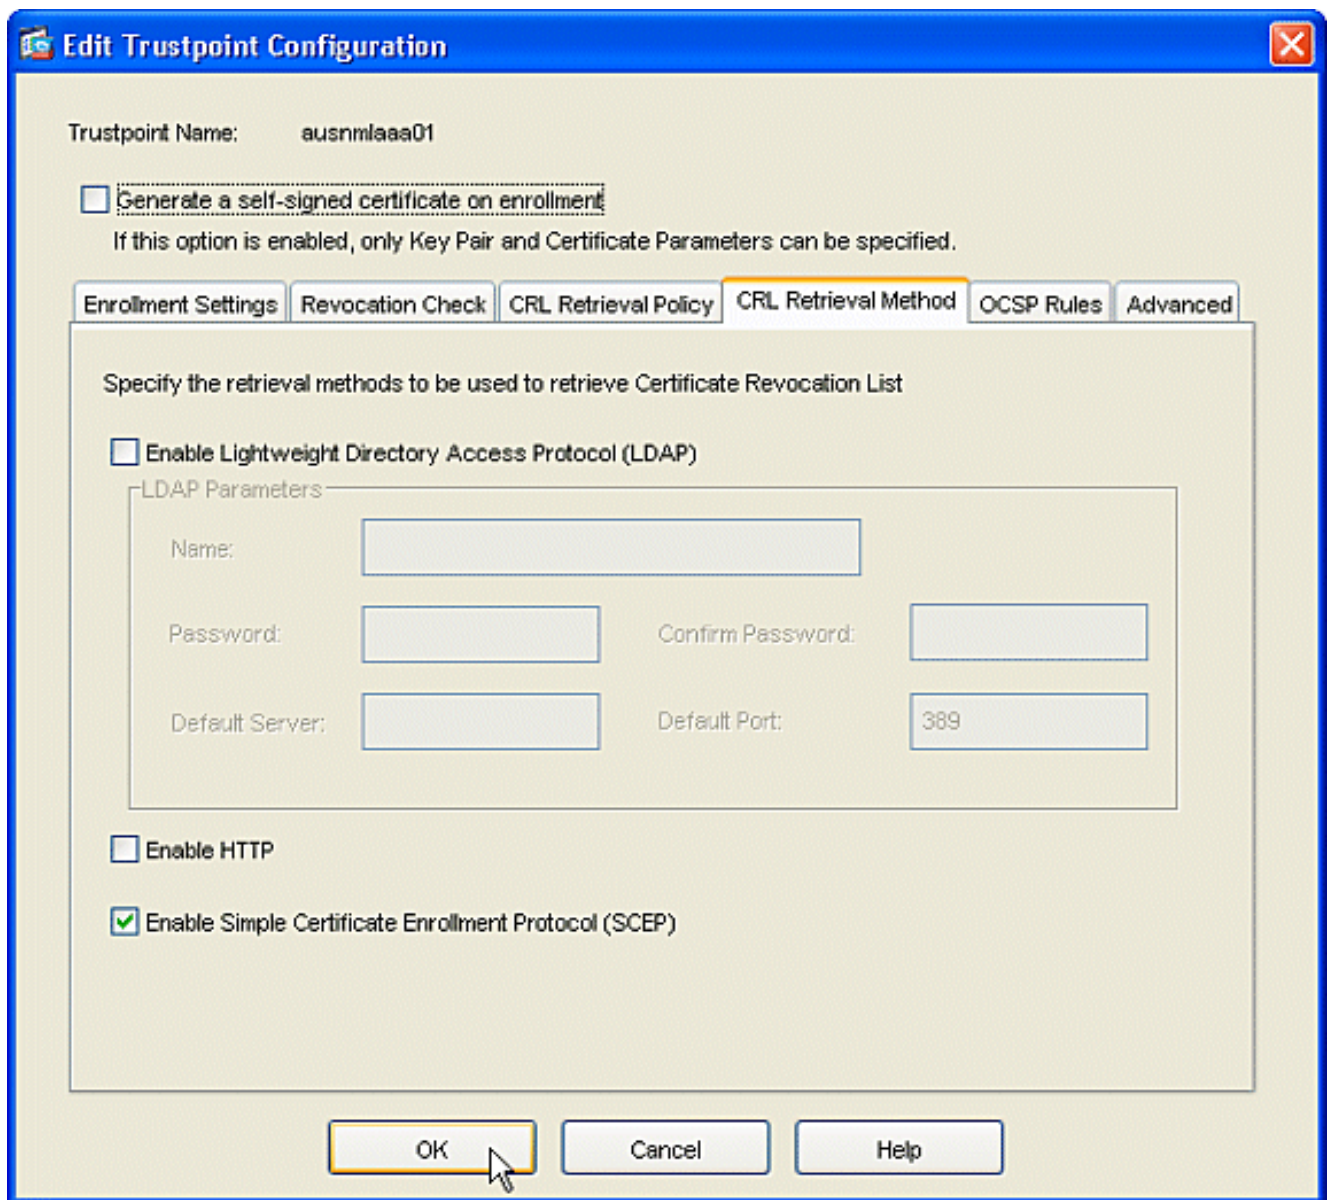 Edit Trustpoint Configuration
Trustpoint Name: ausnmlaaa01
Generate a self-signed certificate on enrollment
If this option is enabled, only Key Pair and Certificate Parameters can be specified.
Enrollment Settings Revocation Check CRL Retrieval Policy CRL Retrieval Method OCSP Rules Advanced
Specify the retrieval methods to be used to retrieve Certificate Revocation List
Enable Lightweight Directory Access Protocol (LDAP)
LDAP Parameters
Name:
Password: Confirm Password:
Default Server: Default Port: 389
Enable HTTP
Enable Simple Certificate Enrollment Protocol (SCEP)
OK Cancel Help